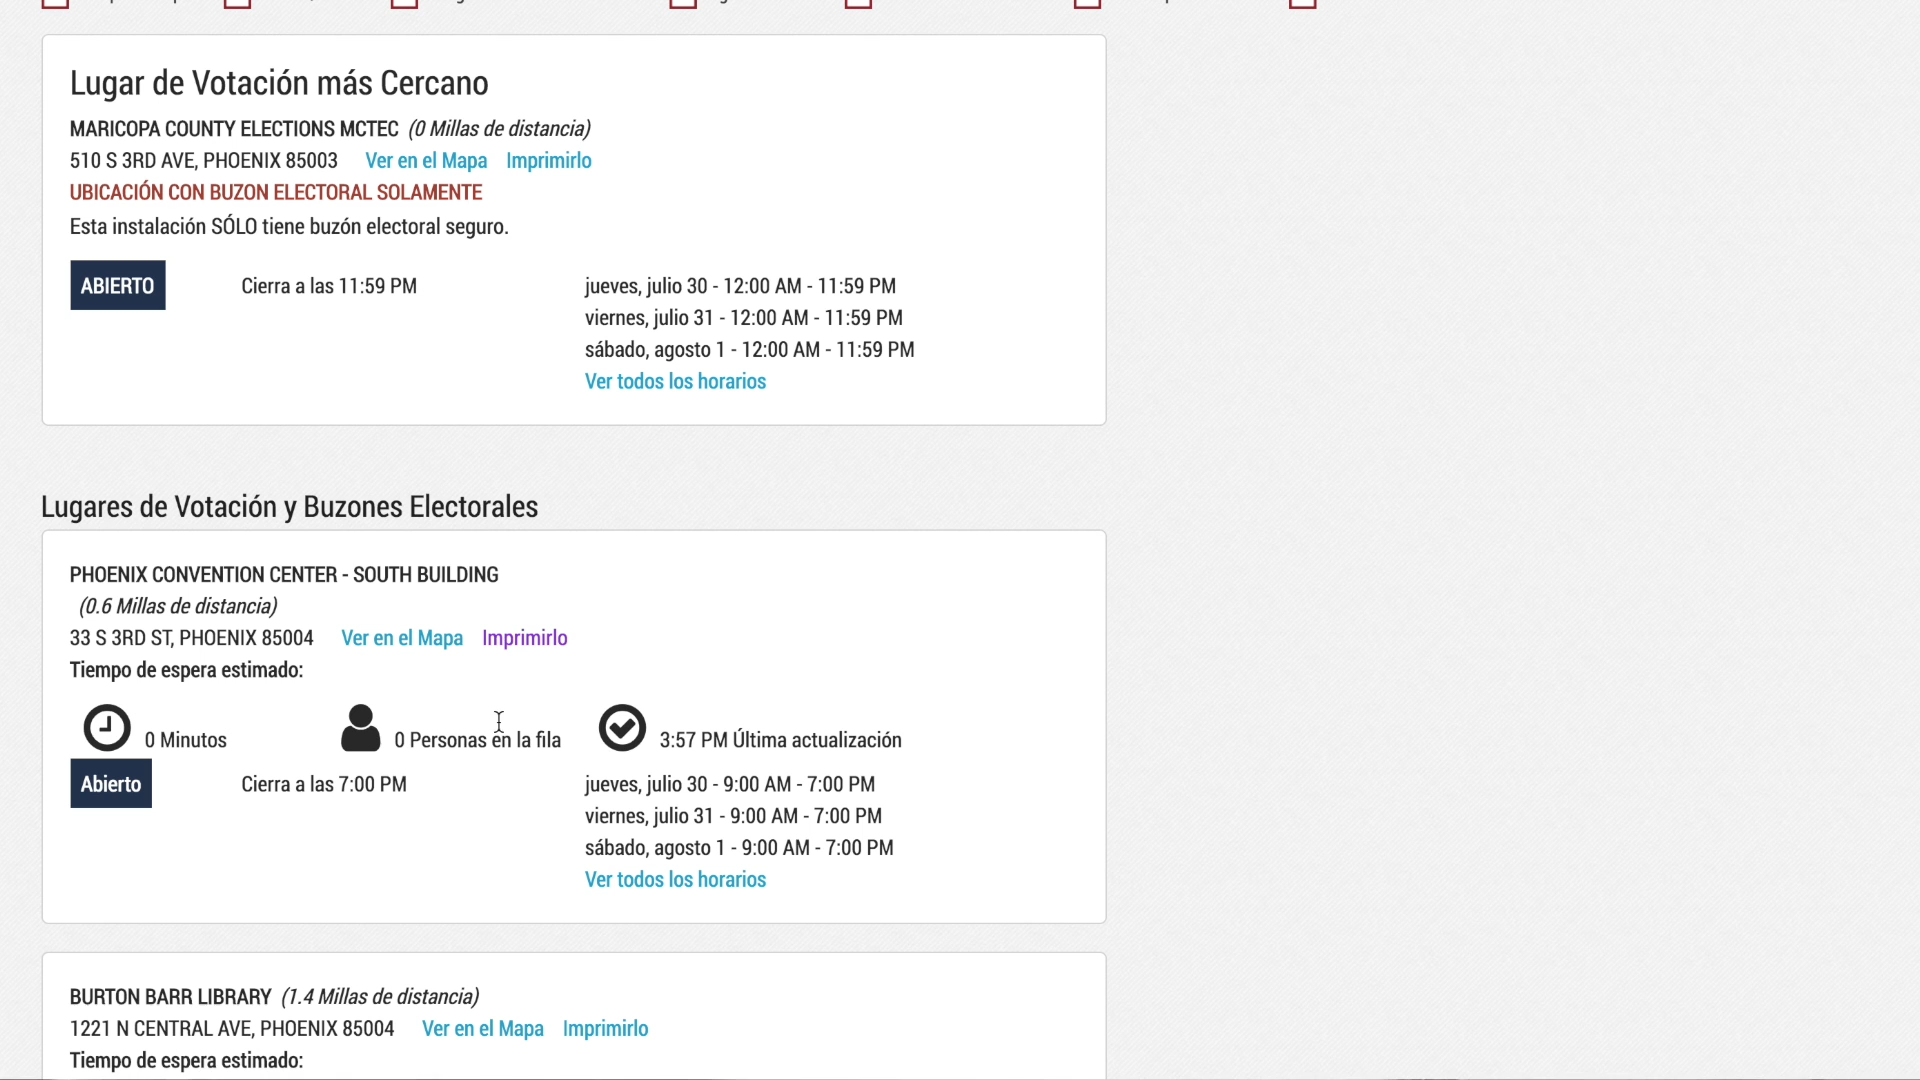 Lugar de Votación más Cercano
MARICOPA COUNTY ELECTIONS MCTEC (0 Millas de distancia)
510 S 3RD AVE, PHOENIX 85003 Ver en el Mapa Imprimirlo
UBICACIÓN CON BUZON ELECTORAL SOLAMENTE
Esta instalación SÓLO tiene buzón electoral seguro.
ABIERTO Cierra a las 11:59 PM jueves, julio 30 - 12:00 AM - 11:59 PM
viernes, julio 31 - 12:00 AM - 11:59 PM
sábado, agosto 1 - 12:00 AM - 11:59 PM
Ver todos los horarios
Lugares de Votación y Buzones Electorales
PHOENIX CONVENTION CENTER - SOUTH BUILDING
(0.6 Millas de distancia)
33 S 3RD ST, PHOENIX 85004 Ver en el Mapa Imprimirlo
Tiempo de espera estimado:
0 Minutos 0 Personas en la fila 3:57 PM Última actualización
Abierto Cierra a las 7:00 PM jueves, julio 30 - 9:00 AM - 7:00 PM
viernes, julio 31 - 9:00 AM - 7:00 PM
sábado, agosto 1 - 9:00 AM - 7:00 PM
Ver todos los horarios
BURTON BARR LIBRARY (1.4 Millas de distancia)
1221 N CENTRAL AVE, PHOENIX 85004 Ver en el Mapa Imprimirlo
Tiempo de espera estimado: